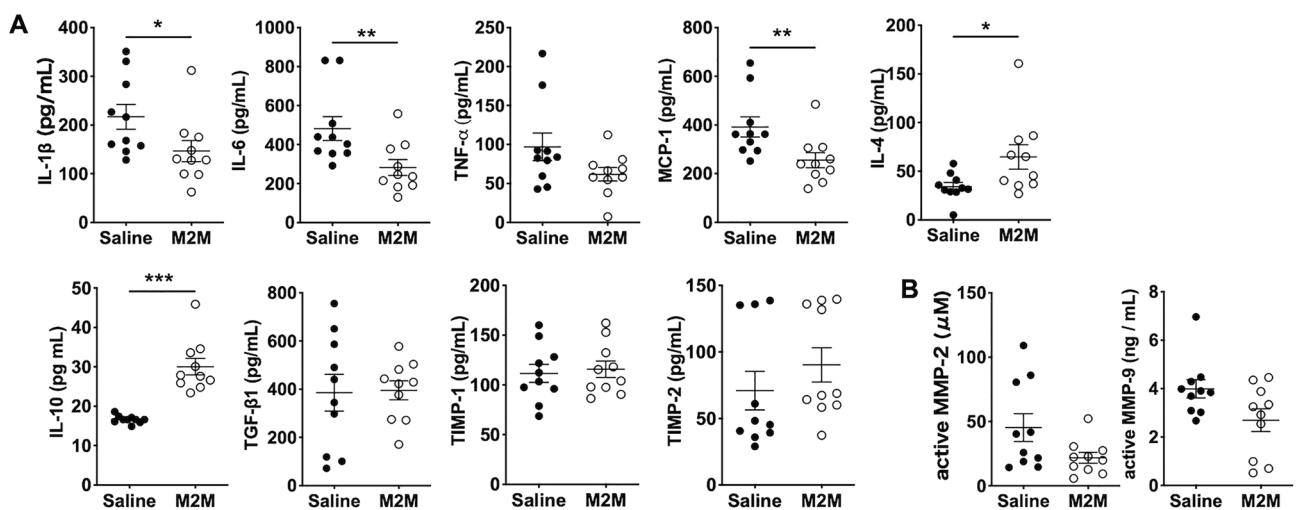 A
IL-1β (pg/mL)
400
300
200
100
0
*
Saline M2M
IL-6 (pg/mL)
1000
800
600
400
200
0
**
Saline M2M
TNF-α (pg/mL)
250
200
150
100
50
0
Saline M2M
MCP-1 (pg/mL)
800
600
400
200
0
**
Saline M2M
IL-4 (pg/mL)
200
150
100
50
0
*
Saline M2M
IL-10 (pg mL)
50
40
30
20
10
0
***
Saline M2M
TGF-β1 (pg/mL)
800
600
400
200
0
Saline M2M
TIMP-1 (pg/mL)
200
150
100
50
0
Saline M2M
TIMP-2 (pg/mL)
150
100
50
0
Saline M2M
B
active MMP-2 (μM)
150
100
50
0
Saline M2M
active MMP-9 (ng / mL)
8
6
4
2
0
Saline M2M